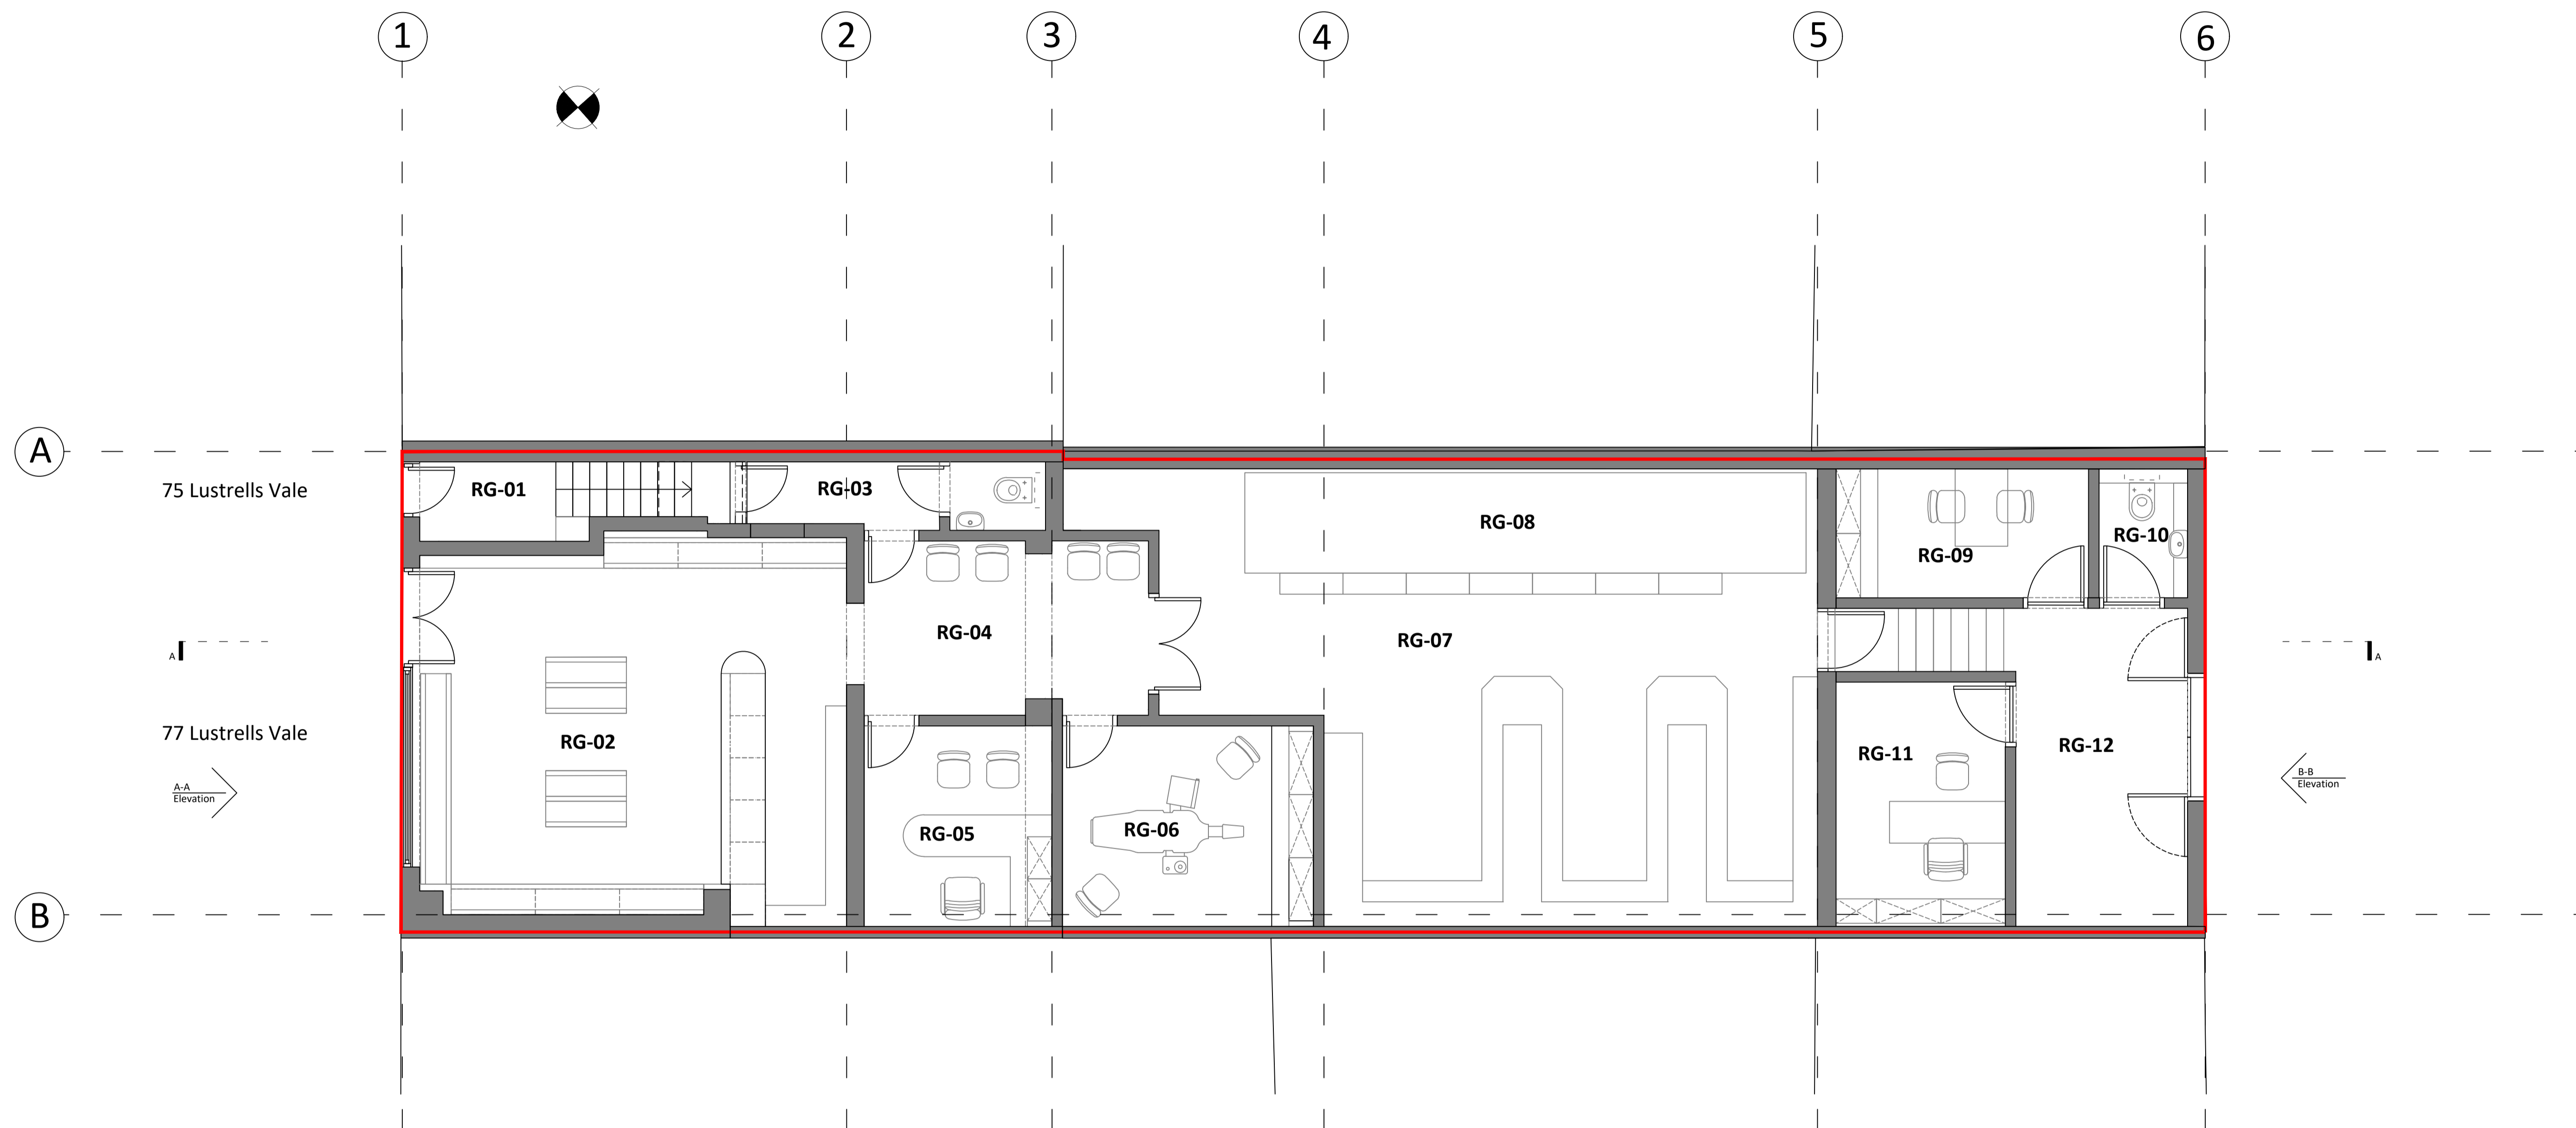 1
2
3
4
5
6
A
75 Lustrells Vale
RG-01
RG-03
RG-08
RG-10
RG-09
RG-04
RG-07
A
A
77 Lustrells Vale
RG-02
RG-11
RG-12
A-A
Elevation
B-B
Elevation
RG-05
RG-06
B